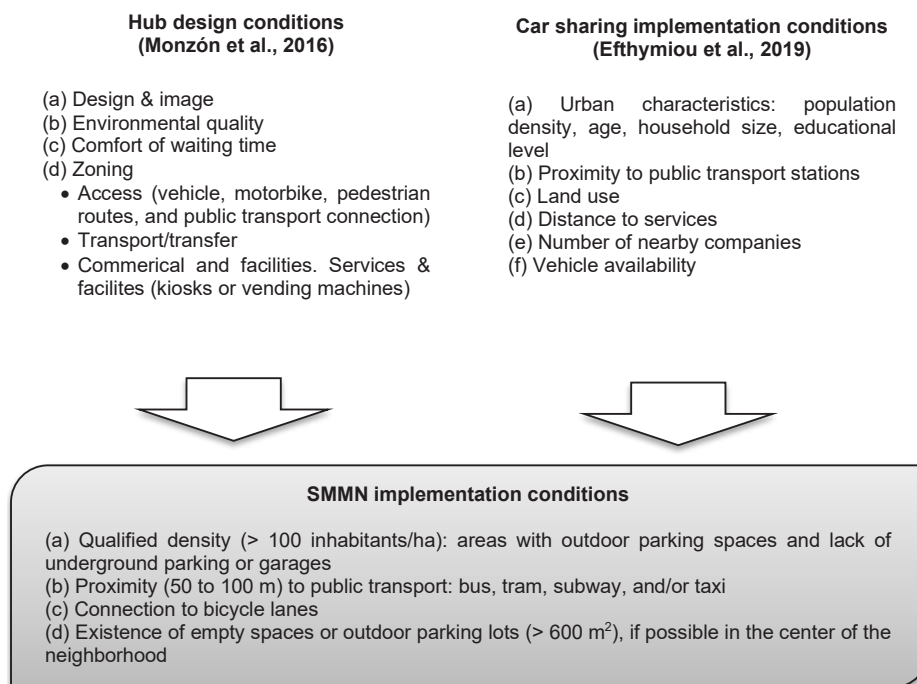 Hub design conditions
(Monzón et al., 2016)
(a) Design & image
(b) Environmental quality
(c) Comfort of waiting time
(d) Zoning
• Access (vehicle, motorbike, pedestrian
routes, and public transport connection)
• Transport/transfer
• Commerical and facilities. Services &
facilites (kiosks or vending machines)
Car sharing implementation conditions
(Efthymiou et al., 2019)
(a) Urban characteristics: population
density, age, household size, educational
level
(b) Proximity to public transport stations
(c) Land use
(d) Distance to services
(e) Number of nearby companies
(f) Vehicle availability
SMMN implementation conditions
(a) Qualified density (> 100 inhabitants/ha): areas with outdoor parking spaces and lack of
underground parking or garages
(b) Proximity (50 to 100 m) to public transport: bus, tram, subway, and/or taxi
(c) Connection to bicycle lanes
(d) Existence of empty spaces or outdoor parking lots (> 600 m²), if possible in the center of the
neighborhood